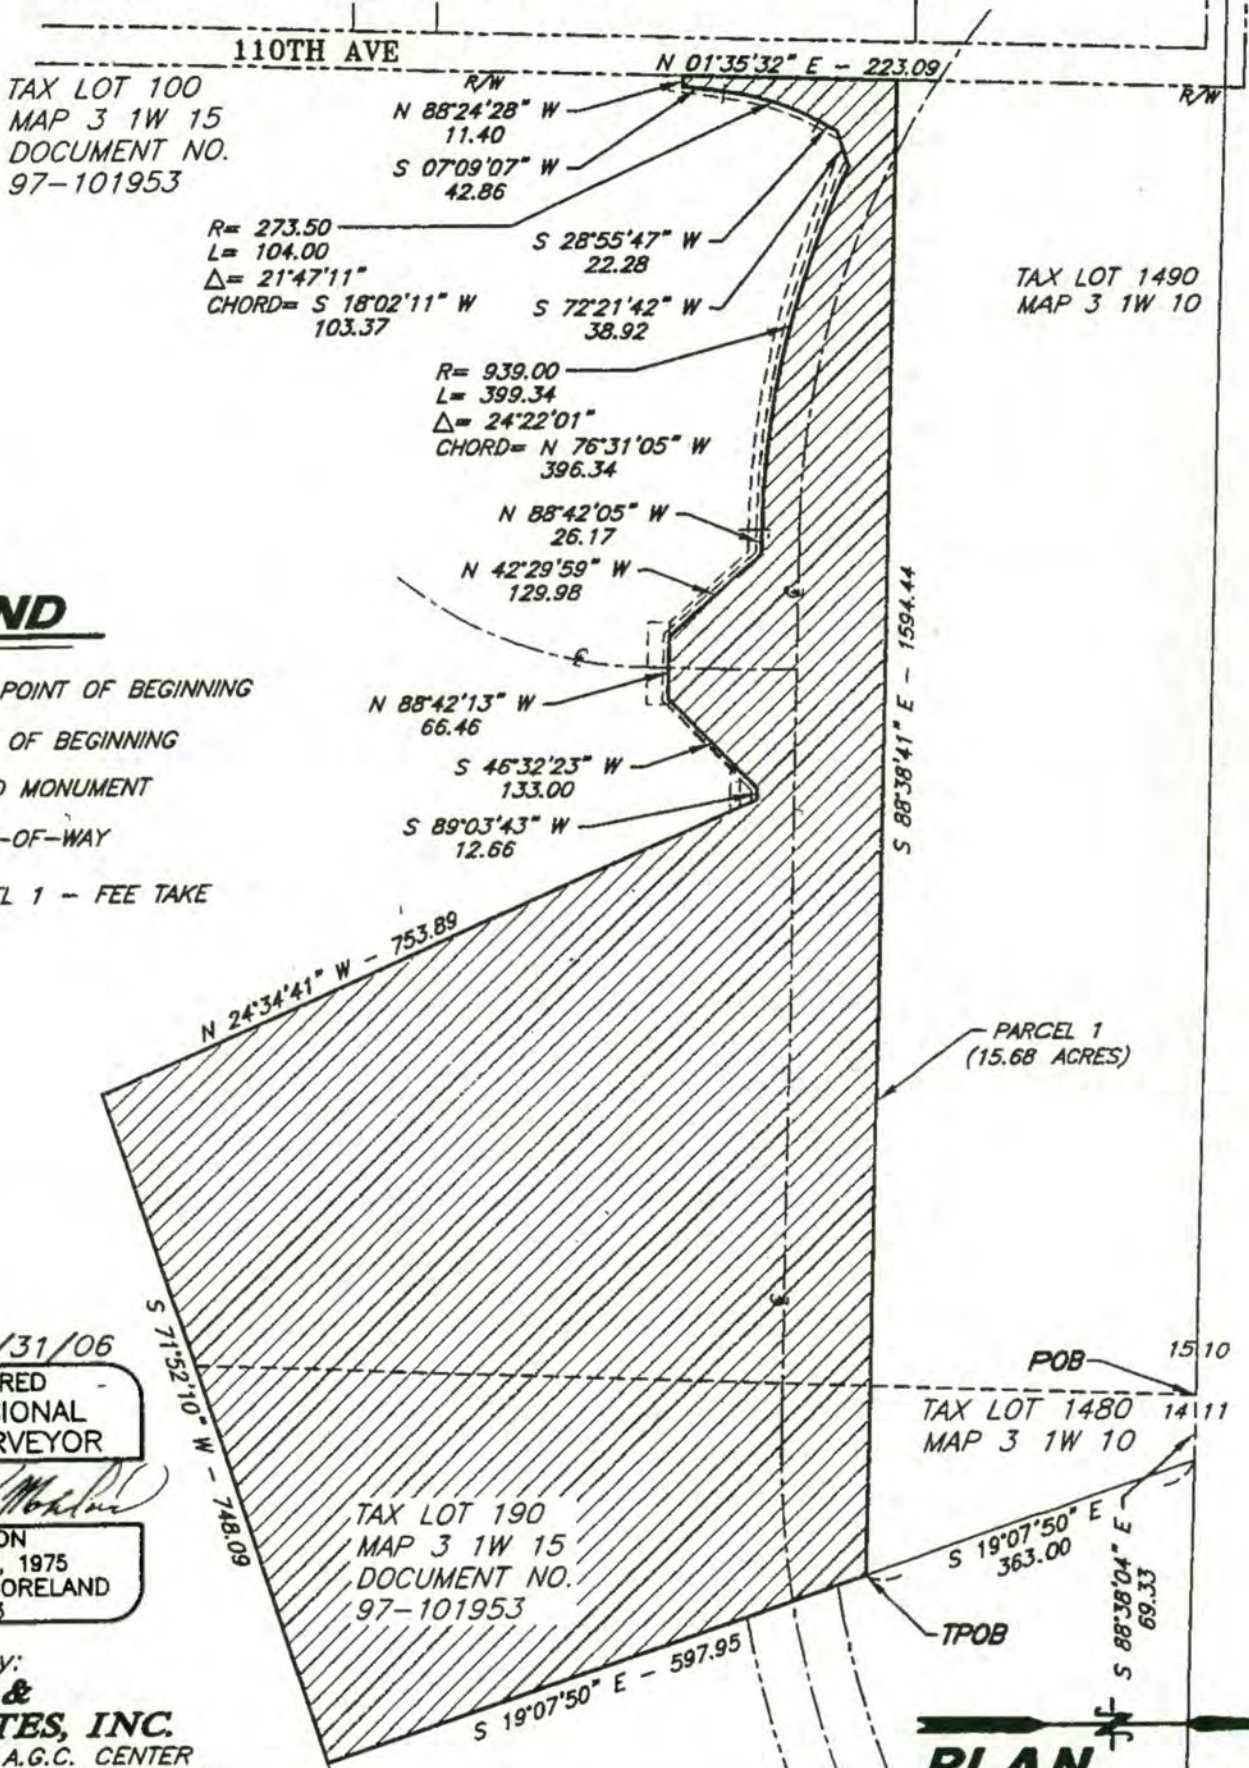 110TH AVE
N 01°35'32" E - 223.09
TAX LOT 100
MAP 3 1W 15
DOCUMENT NO.
97-101953
R/W
N 88°24'28" W
11.40
S 07°09'07" W
42.86
R/W
R= 273.50
L= 104.00
Δ= 21°47'11"
CHORD= S 18°02'11" W
103.37
S 28°55'47" W
22.28
S 72°21'42" W
38.92
TAX LOT 1490
MAP 3 1W 10
R= 939.00
L= 399.34
Δ= 24°22'01"
CHORD= N 76°31'05" W
396.34
N 88°42'05" W
26.17
N 42°29'59" W
129.98
S 88°38'41" E - 1594.44
ND
POINT OF BEGINNING
OF BEGINNING
D MONUMENT
-OF-WAY
EL 1 - FEE TAKE
N 88°42'13" W
66.46
S 46°32'23" W
133.00
S 89°03'43" W
12.66
N 24°34'41" W - 753.89
PARCEL 1
(15.68 ACRES)
S 71°52'10" W - 748.09
/31/06
RED
IONAL
RVEYOR
ON
, 1975
ORELAND
POB
15 10
14 11
TAX LOT 1480
MAP 3 1W 10
TAX LOT 190
MAP 3 1W 15
DOCUMENT NO.
97-101953
S 19°07'50" E
363.00
S 88°38'04" E
69.33
TPOB
S 19°07'50" E - 597.95
y:
&
TES, INC.
A.G.C. CENTER
PLAN